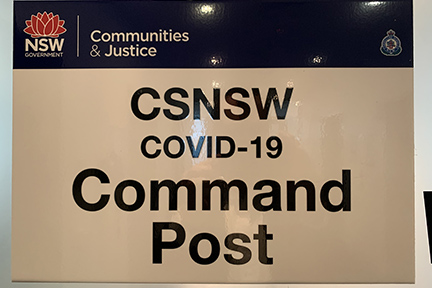 NSW
GOVERNMENT
Communities
& Justice
CSNSW
COVID-19
Command
Post